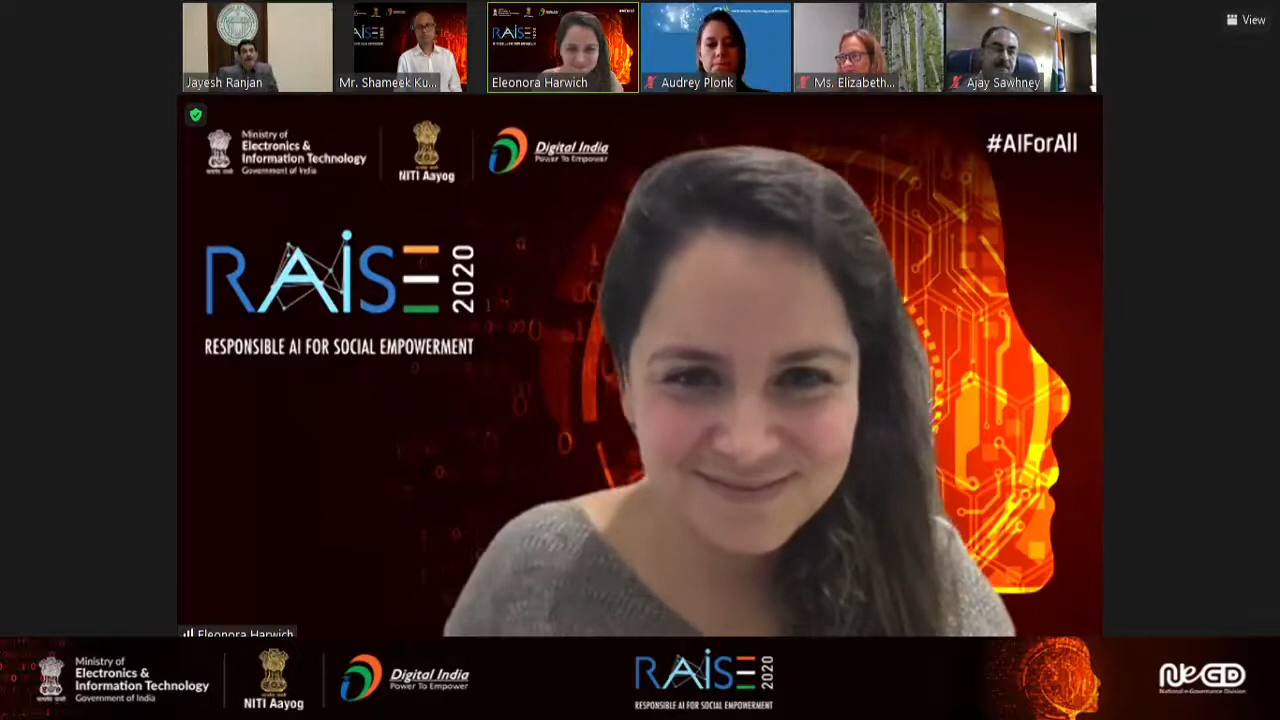 View
Jayesh Ranjan
Mr. Shameek Ku...
Eleonora Harwich
Audrey Plonk
Ms. Elizabeth...
Ajay Sawhney
Ministry of
Electronics &
Information Technology
Government of India
NITI Aayog
Digital India
Power To Empower
#AIForAll
RAISE 2020
RESPONSIBLE AI FOR SOCIAL EMPOWERMENT
Eleonora Harwich
Ministry of
Electronics &
Information Technology
Government of India
NITI Aayog
Digital India
Power To Empower
RAISE 2020
RESPONSIBLE AI FOR SOCIAL EMPOWERMENT
NeGD
National e-Governance Division